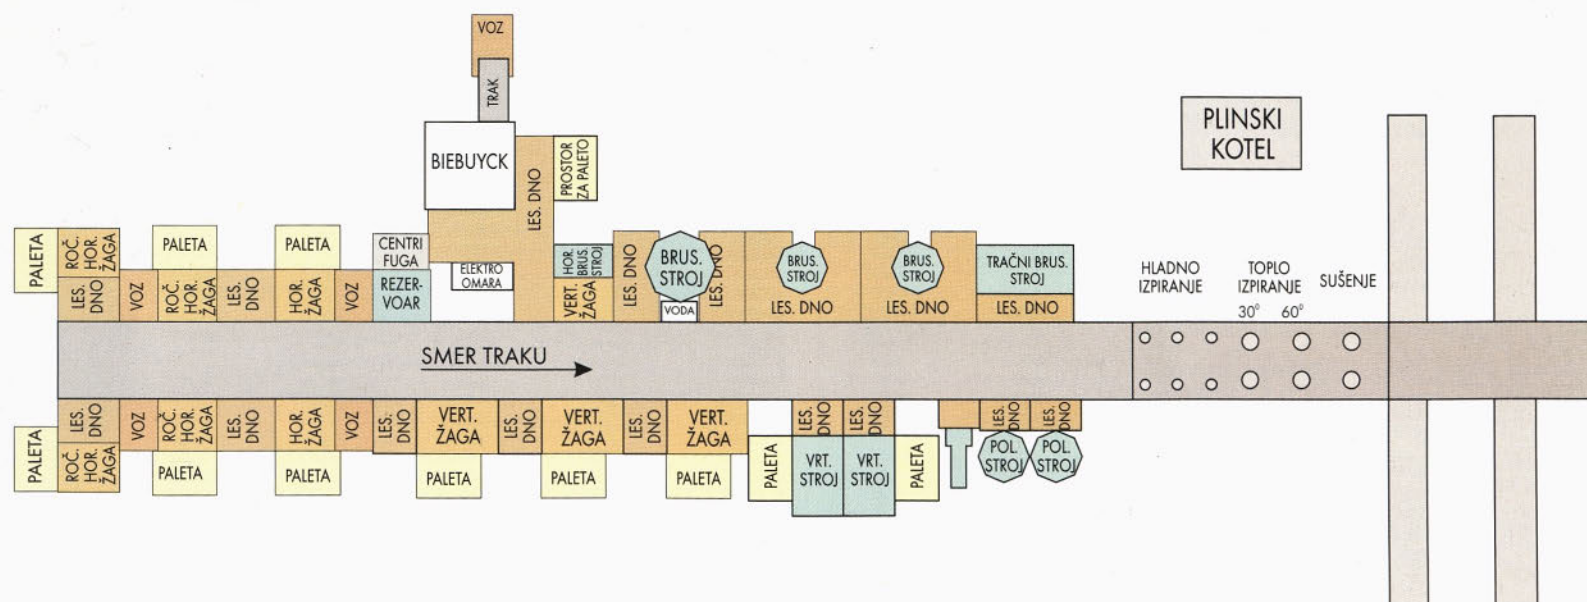 VOZ
TRAK
BIEBUYCK
LES. DNO
PROSTOR
ZA PALETO
PLINSKI
KOTEL
PALETA
ROČ.
HOR.
ŽAGA
PALETA
PALETA
CENTRI
FUGA
ELEKTRO
OMARA
HOR.
BRUS.
STROJ
LES. DNO
BRUS.
STROJ
LES. DNO
BRUS.
STROJ
BRUS.
STROJ
TRAČNI BRUS.
STROJ
HLADNO
IZPIRANJE
TOPLO
IZPIRANJE
SUŠENJE
30° 60°
LES.
DNO
VOZ
ROČ.
HOR.
ŽAGA
LES.
DNO
HOR.
ŽAGA
VOZ
REZER-
VOAR
VERT.
ŽAGA
VODA
LES. DNO
LES. DNO
LES. DNO
SMER TRAKU
LES.
DNO
VOZ
ROČ.
HOR.
ŽAGA
LES.
DNO
HOR.
ŽAGA
VOZ
LES.
DNO
VERT.
ŽAGA
LES.
DNO
VERT.
ŽAGA
LES.
DNO
VERT.
ŽAGA
LES.
DNO
LES.
DNO
LES.
DNO
LES.
DNO
PALETA
ROČ.
HOR.
ŽAGA
PALETA
PALETA
PALETA
PALETA
PALETA
PALETA
VRT.
STROJ
VRT.
STROJ
PALETA
POL.
STROJ
POL.
STROJ